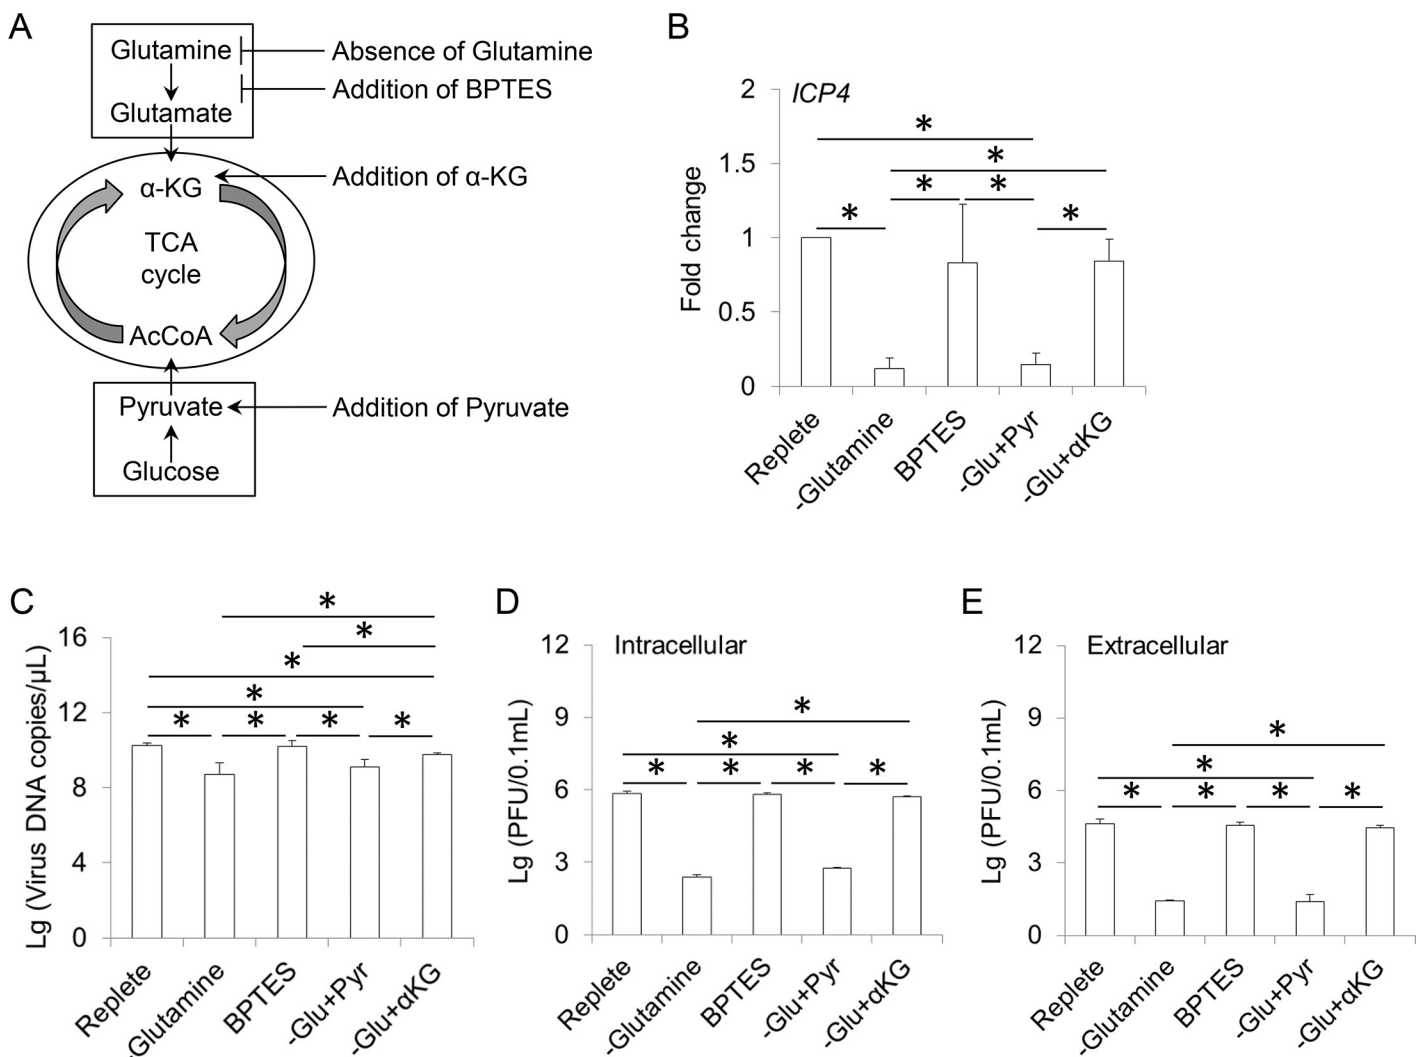 A
Glutamine
Absence of Glutamine
Addition of BPTES
Glutamate
α-KG
Addition of α-KG
TCA
cycle
AcCoA
Pyruvate
Addition of Pyruvate
Glucose
B
ICP4
Fold change
2
1.5
1
0.5
0
*
*
*
*
*
*
Replete
-Glutamine
BPTES
-Glu+Pyr
-Glu+αKG
C
Lg (Virus DNA copies/μL)
16
12
8
4
0
*
*
*
*
*
*
*
*
Replete
-Glutamine
BPTES
-Glu+Pyr
-Glu+αKG
D
Intracellular
Lg (PFU/0.1mL)
12
9
6
3
0
*
*
*
*
*
*
Replete
-Glutamine
BPTES
-Glu+Pyr
-Glu+αKG
E
Extracellular
Lg (PFU/0.1mL)
12
9
6
3
0
*
*
*
*
*
*
Replete
-Glutamine
BPTES
-Glu+Pyr
-Glu+αKG